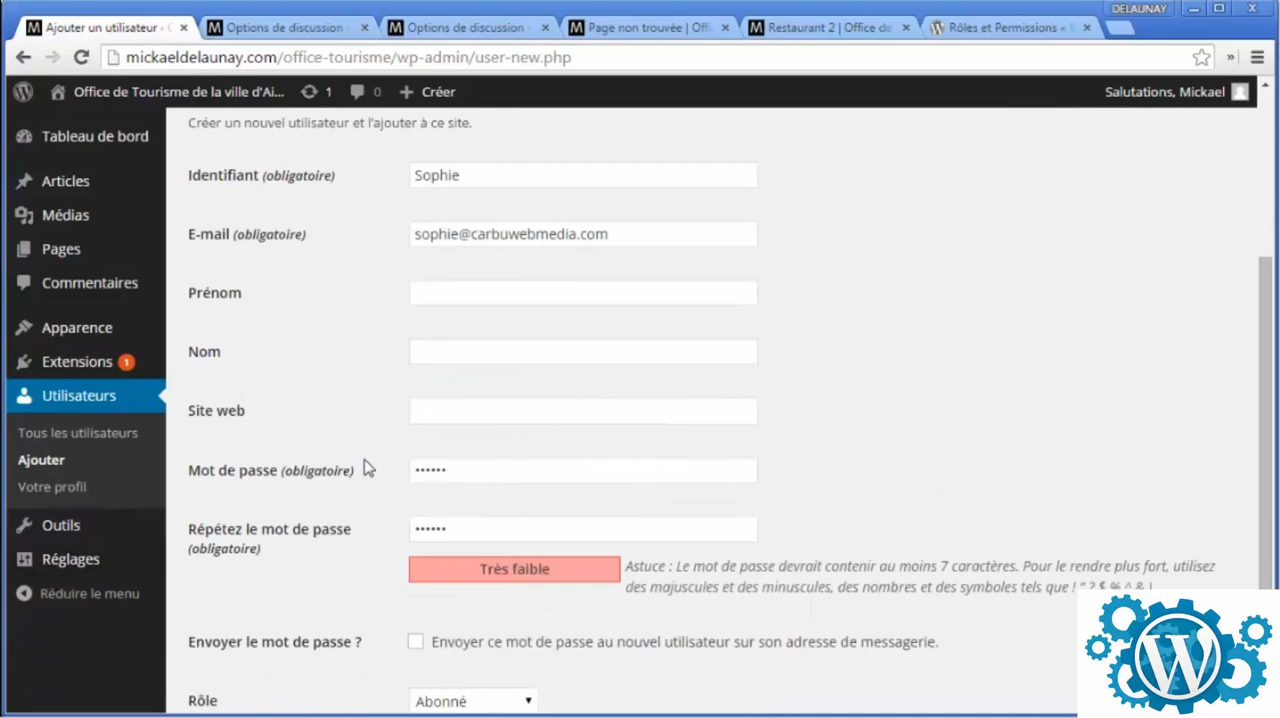 DELAUNAY
Ajouter un utilisateur ‹
Options de discussion
Options de discussion
Page non trouvée | Offi
Restaurant 2 | Office de
Rôles et Permissions «
mickaeldelaunay.com/office-tourisme/wp-admin/user-new.php
Office de Tourisme de la ville d'Ai... 1 0 + Créer
Salutations, Mickael
Tableau de bord
Articles
Médias
Pages
Commentaires
Apparence
Extensions 1
Utilisateurs
Tous les utilisateurs
Ajouter
Votre profil
Outils
Réglages
Réduire le menu
Créer un nouvel utilisateur et l'ajouter à ce site.
Identifiant (obligatoire) Sophie
E-mail (obligatoire) sophie@carbuwebmedia.com
Prénom
Nom
Site web
Mot de passe (obligatoire) ••••••
Répétez le mot de passe ••••••
(obligatoire)
Très faible
Astuce : Le mot de passe devrait contenir au moins 7 caractères. Pour le rendre plus fort, utilisez
des majuscules et des minuscules, des nombres et des symboles tels que ! " ? $ % ^ & ).
Envoyer le mot de passe ? Envoyer ce mot de passe au nouvel utilisateur sur son adresse de messagerie.
Rôle Abonné